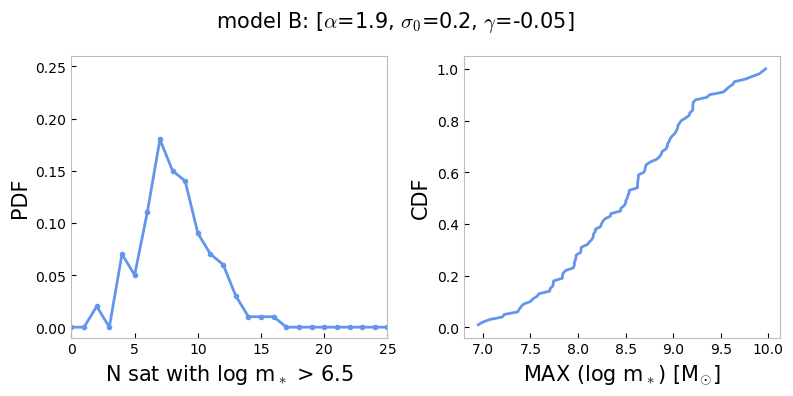 model B: [α=1.9, σ₀=0.2, γ=-0.05]
PDF
0.25
0.20
0.15
0.10
0.05
0.00
0 5 10 15 20 25
N sat with log m* > 6.5
CDF
1.0
0.8
0.6
0.4
0.2
0.0
7.0 7.5 8.0 8.5 9.0 9.5 10.0
MAX (log m*) [M☉]